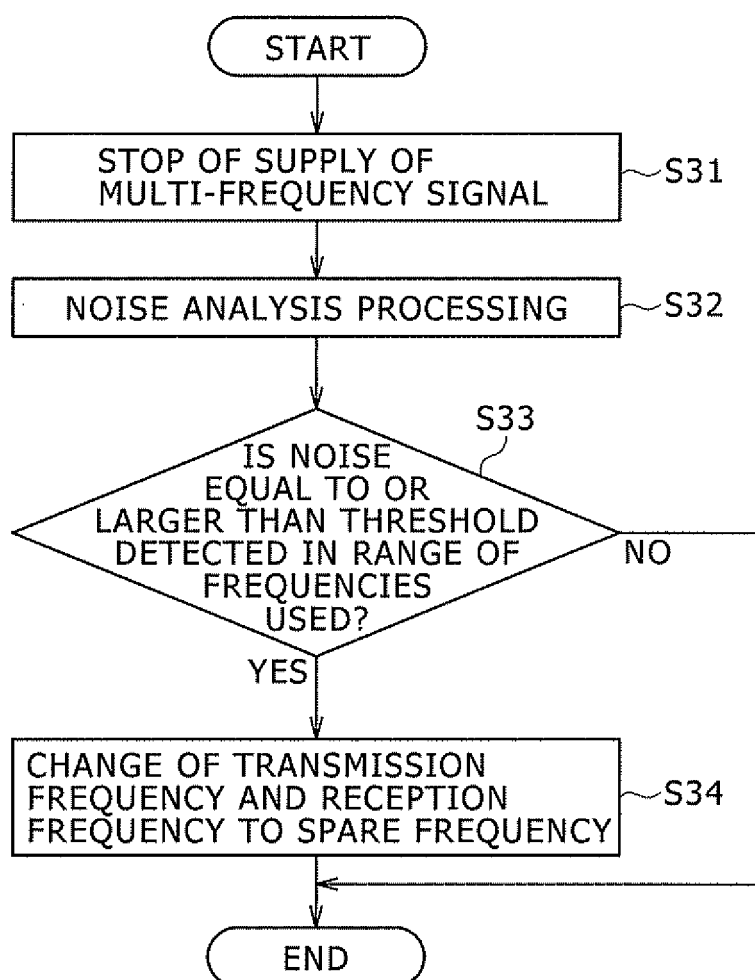 START
STOP OF SUPPLY OF
MULTI-FREQUENCY SIGNAL
S31
NOISE ANALYSIS PROCESSING
S32
S33
IS NOISE
EQUAL TO OR
LARGER THAN THRESHOLD
DETECTED IN RANGE OF
FREQUENCIES
USED?
NO
YES
CHANGE OF TRANSMISSION
FREQUENCY AND RECEPTION
FREQUENCY TO SPARE FREQUENCY
S34
END